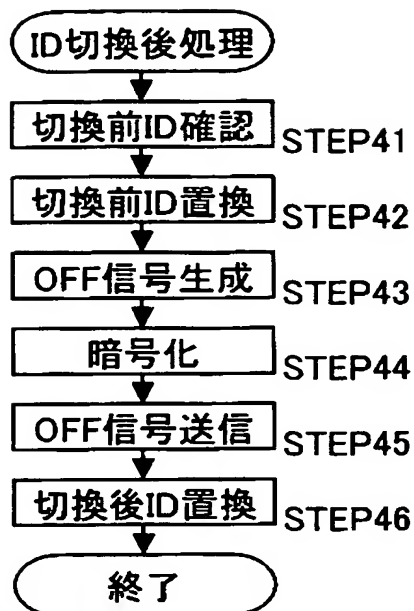 ID切換後処理
切換前ID確認 STEP41
切換前ID置換 STEP42
OFF信号生成 STEP43
暗号化 STEP44
OFF信号送信 STEP45
切換後ID置換 STEP46
終了